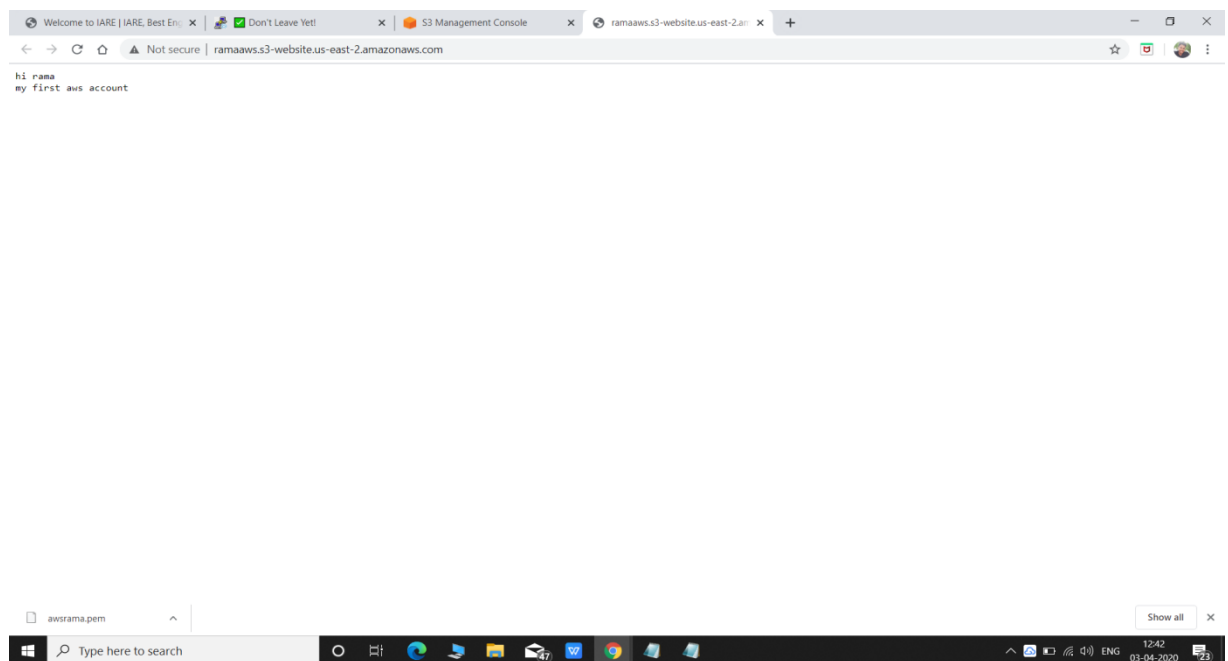 Welcome to IARE | IARE, Best Eng
Don't Leave Yet!
S3 Management Console
ramaaws.s3-website.us-east-2.am
Not secure | ramaaws.s3-website.us-east-2.amazonaws.com
hi rama
my first aws account
awsrama.pem
Show all
Type here to search
47
W
ENG
12:42
03-04-2020
23